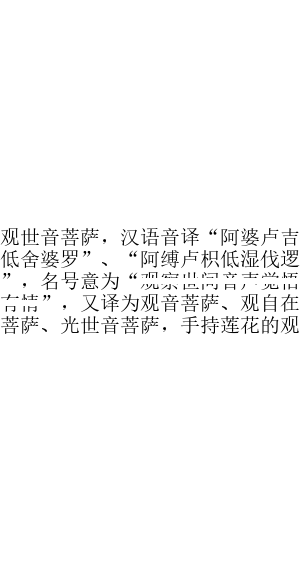 观世音菩萨，汉语音译“阿婆卢吉
低舍婆罗”、“阿缚卢枳低湿伐逻
”，名号意为“观察世间音声觉悟
有情”，又译为观音菩萨、观自在
菩萨、光世音菩萨，手持莲花的观